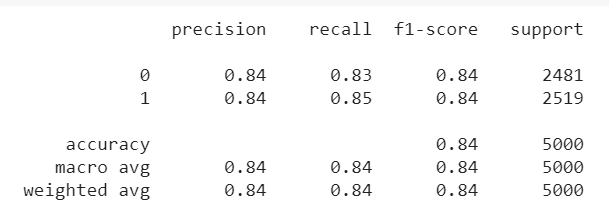 precision recall f1-score support
0 0.84 0.83 0.84 2481
1 0.84 0.85 0.84 2519
accuracy 0.84 5000
macro avg 0.84 0.84 0.84 5000
weighted avg 0.84 0.84 0.84 5000